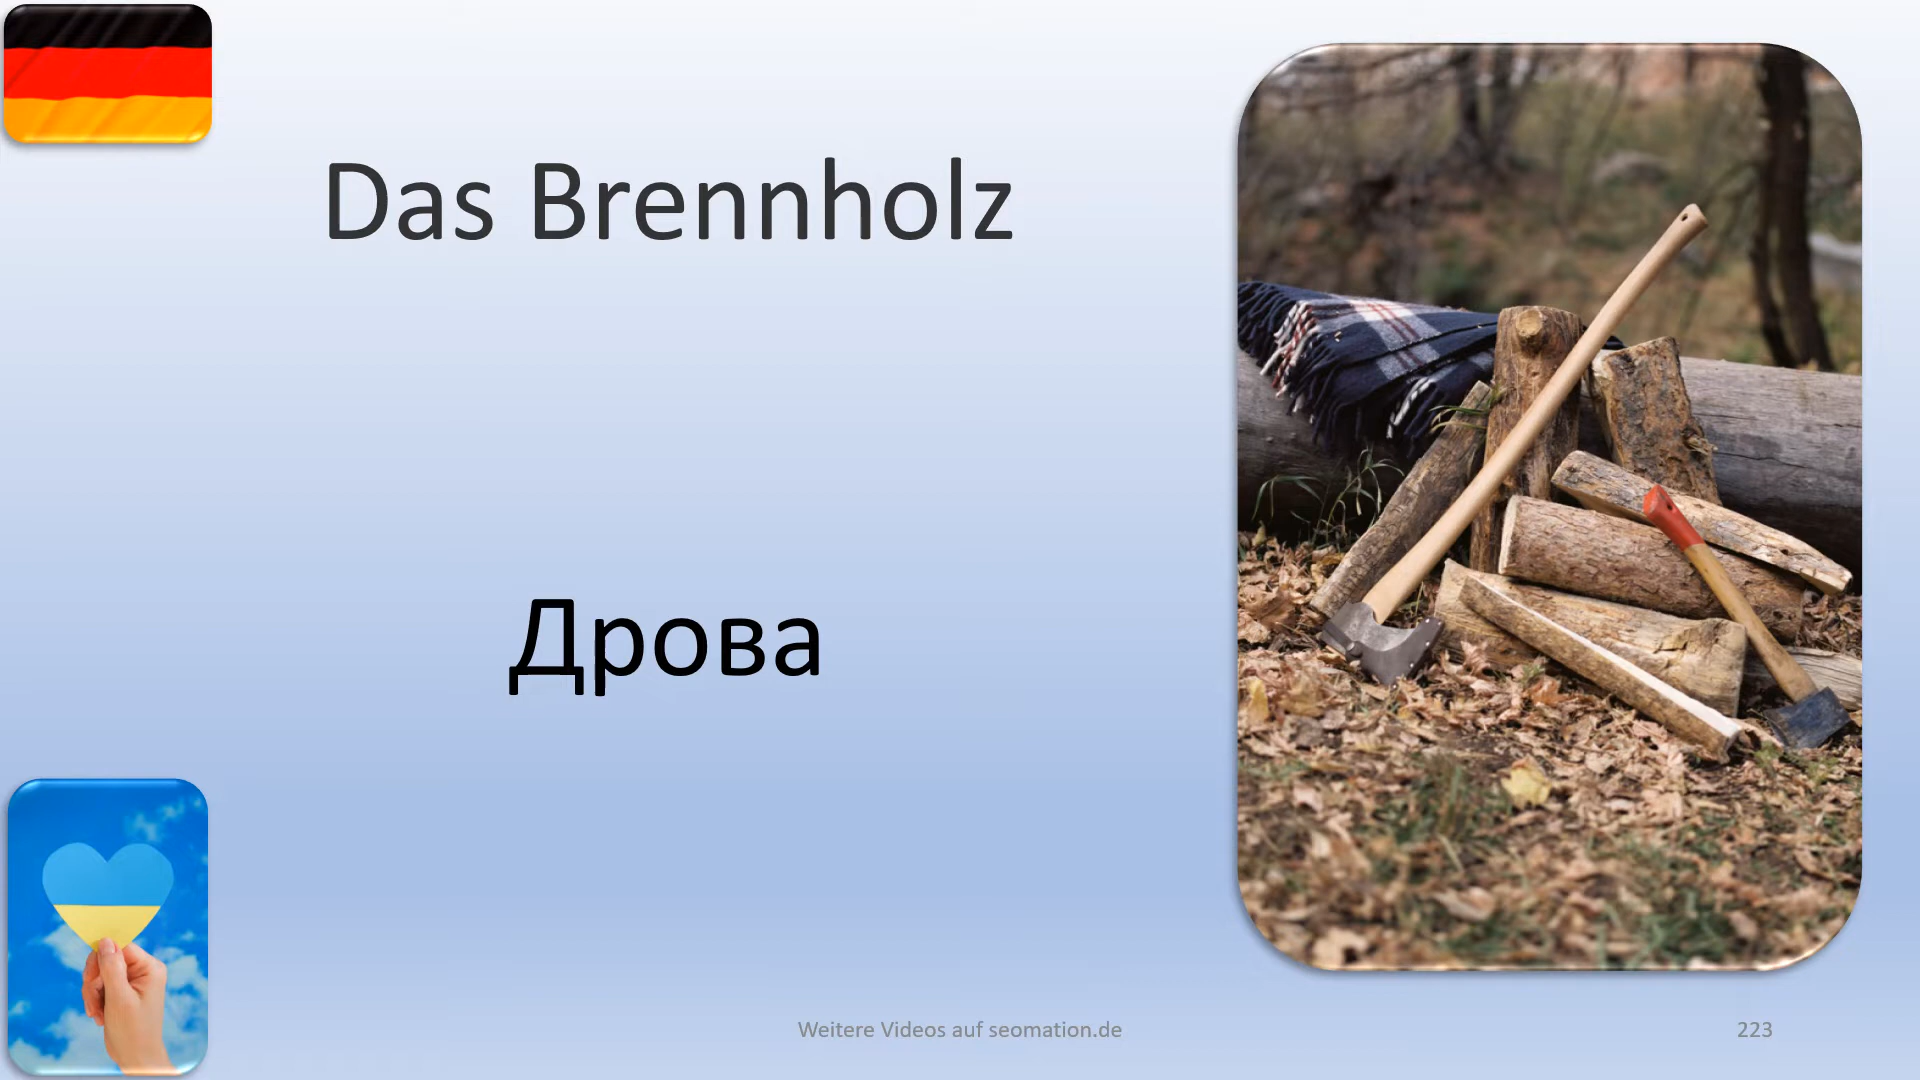 Das Brennholz
Дрова
Weitere Videos auf seomation.de
223